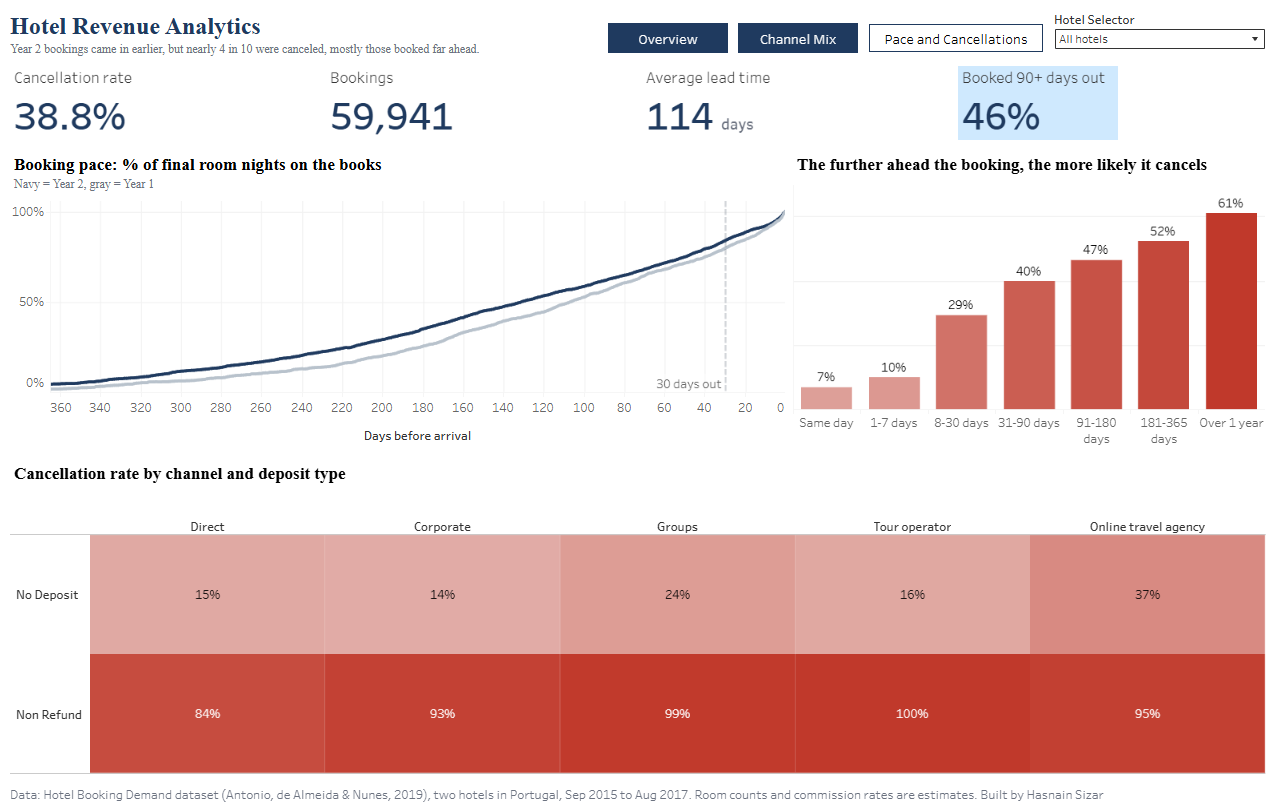 Hotel Revenue Analytics
Year 2 bookings came in earlier, but nearly 4 in 10 were canceled, mostly those booked far ahead.
Overview
Channel Mix
Pace and Cancellations
Hotel Selector
All hotels
Cancellation rate
38.8%
Bookings
59,941
Average lead time
114 days
Booked 90+ days out
46%
Booking pace: % of final room nights on the books
Navy = Year 2, gray = Year 1
100%
50%
0%
30 days out
360 340 320 300 280 260 240 220 200 180 160 140 120 100 80 60 40 20 0
Days before arrival
The further ahead the booking, the more likely it cancels
7% 10% 29% 40% 47% 52% 61%
Same day 1-7 days 8-30 days 31-90 days 91-180 days 181-365 days Over 1 year
Cancellation rate by channel and deposit type
Direct Corporate Groups Tour operator Online travel agency
No Deposit 15% 14% 24% 16% 37%
Non Refund 84% 93% 99% 100% 95%
Data: Hotel Booking Demand dataset (Antonio, de Almeida & Nunes, 2019), two hotels in Portugal, Sep 2015 to Aug 2017. Room counts and commission rates are estimates. Built by Hasnain Sizar